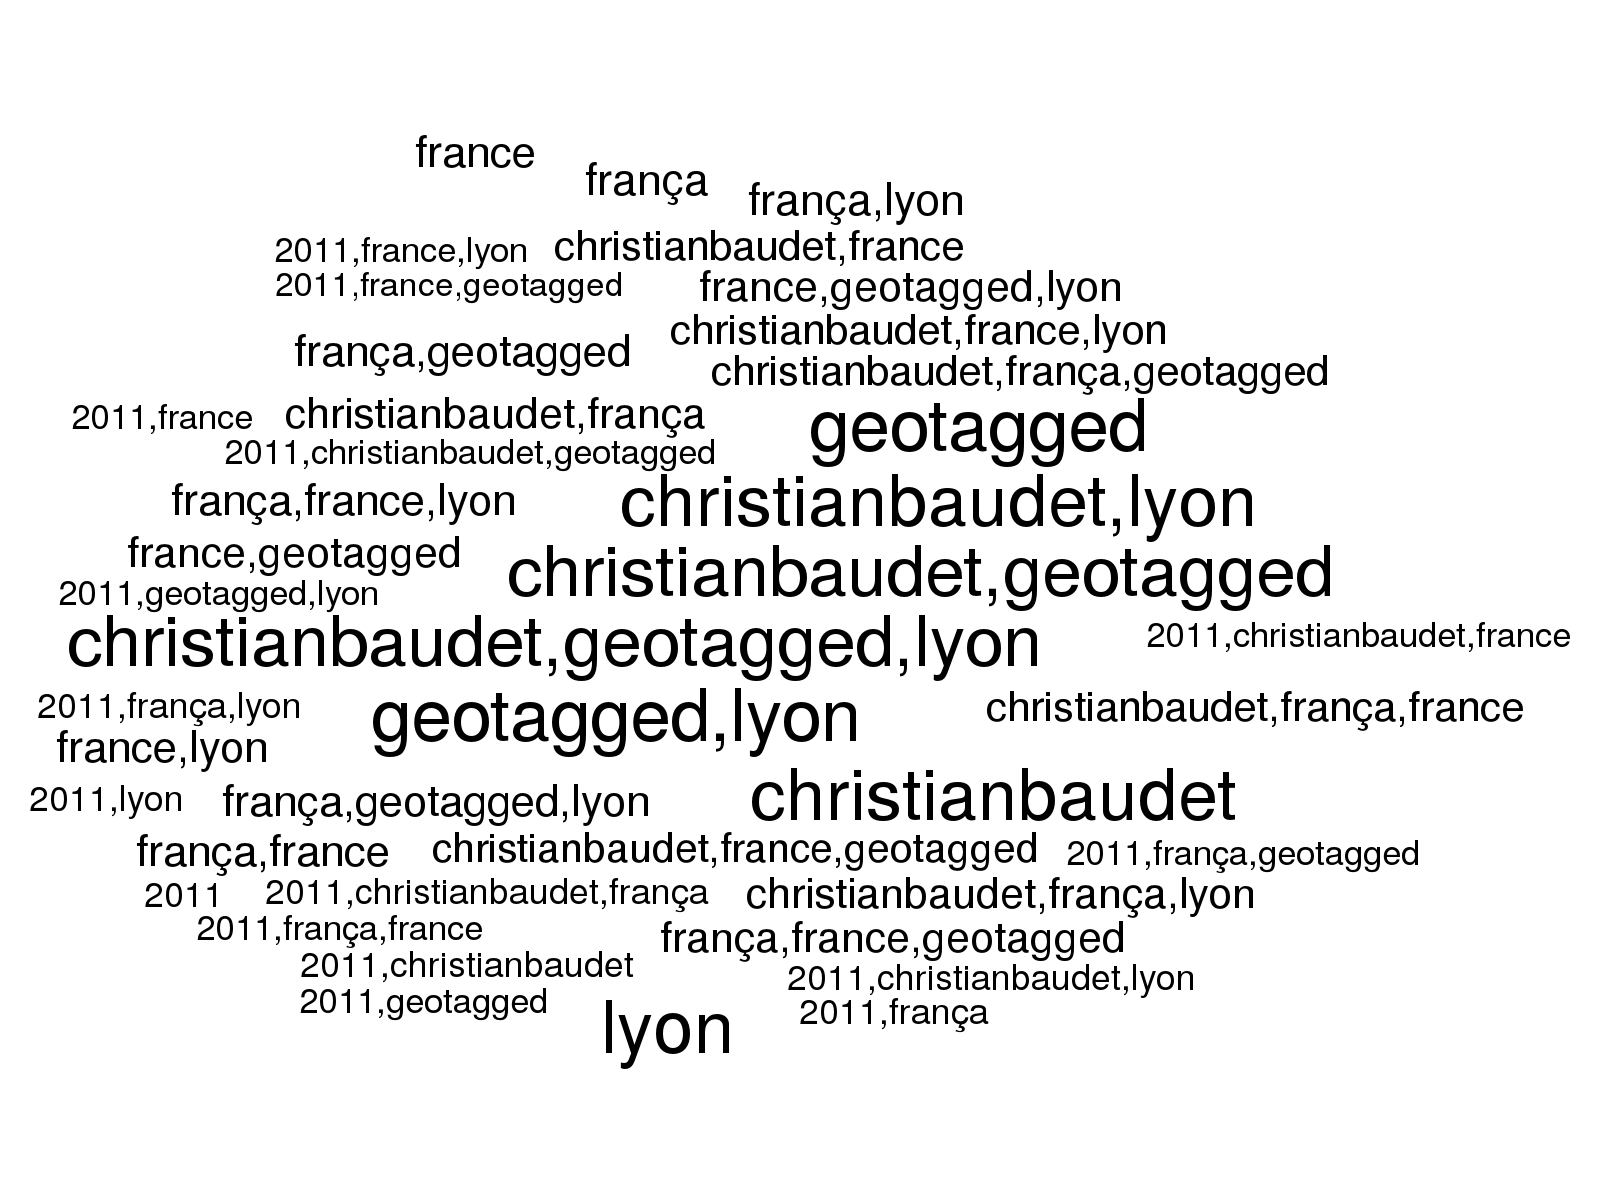 france
frança
frança,lyon
2011,france,lyon christianbaudet,france
2011,france,geotagged france,geotagged,lyon
christianbaudet,france,lyon
frança,geotagged
christianbaudet,frança,geotagged
2011,france christianbaudet,frança geotagged
2011,christianbaudet,geotagged
frança,france,lyon christianbaudet,lyon
france,geotagged christianbaudet,geotagged
2011,geotagged,lyon
christianbaudet,geotagged,lyon 2011,christianbaudet,france
2011,frança,lyon geotagged,lyon christianbaudet,frança,france
france,lyon
2011,lyon frança,geotagged,lyon christianbaudet
frança,france christianbaudet,france,geotagged 2011,frança,geotagged
2011 2011,christianbaudet,frança christianbaudet,frança,lyon
2011,frança,france frança,france,geotagged
2011,christianbaudet 2011,christianbaudet,lyon
2011,geotagged lyon 2011,frança